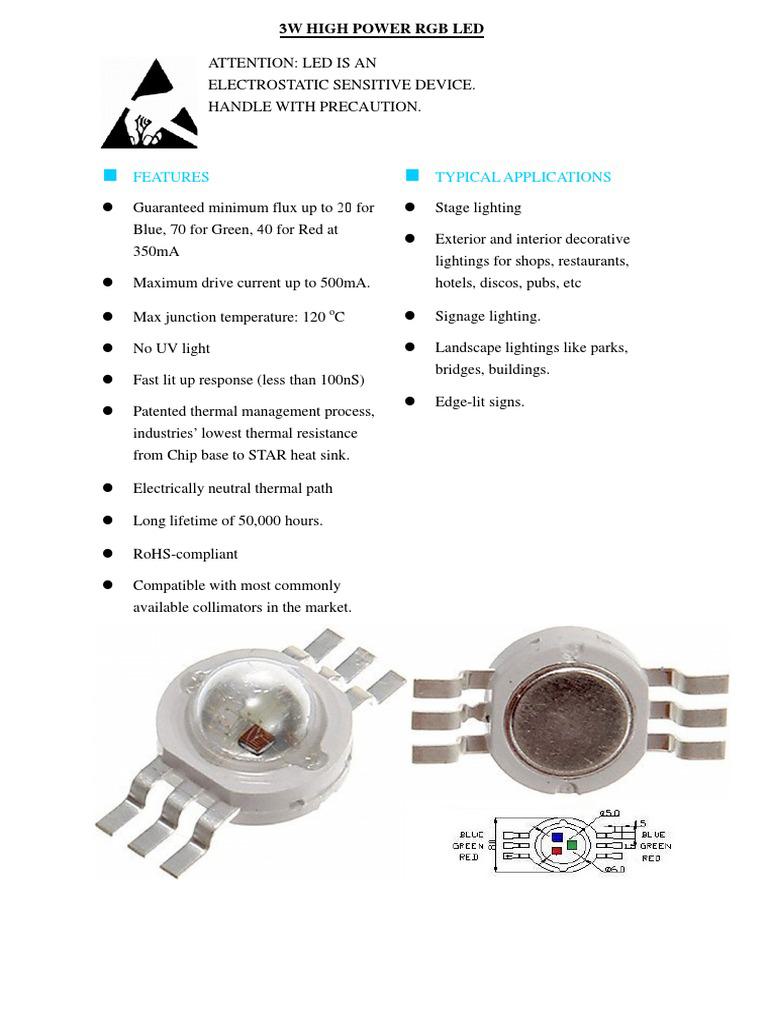 3W HIGH POWER RGB LED
ATTENTION: LED IS AN
ELECTROSTATIC SENSITIVE DEVICE.
HANDLE WITH PRECAUTION.
FEATURES
Guaranteed minimum flux up to 20 for
Blue, 70 for Green, 40 for Red at
350mA
Maximum drive current up to 500mA.
Max junction temperature: 120 °C
No UV light
Fast lit up response (less than 100nS)
Patented thermal management process,
industries’ lowest thermal resistance
from Chip base to STAR heat sink.
Electrically neutral thermal path
Long lifetime of 50,000 hours.
RoHS-compliant
Compatible with most commonly
available collimators in the market.
TYPICAL APPLICATIONS
Stage lighting
Exterior and interior decorative
lightings for shops, restaurants,
hotels, discos, pubs, etc
Signage lighting.
Landscape lightings like parks,
bridges, buildings.
Edge-lit signs.
BLUE
GREEN
RED
BLUE
GREEN
RED